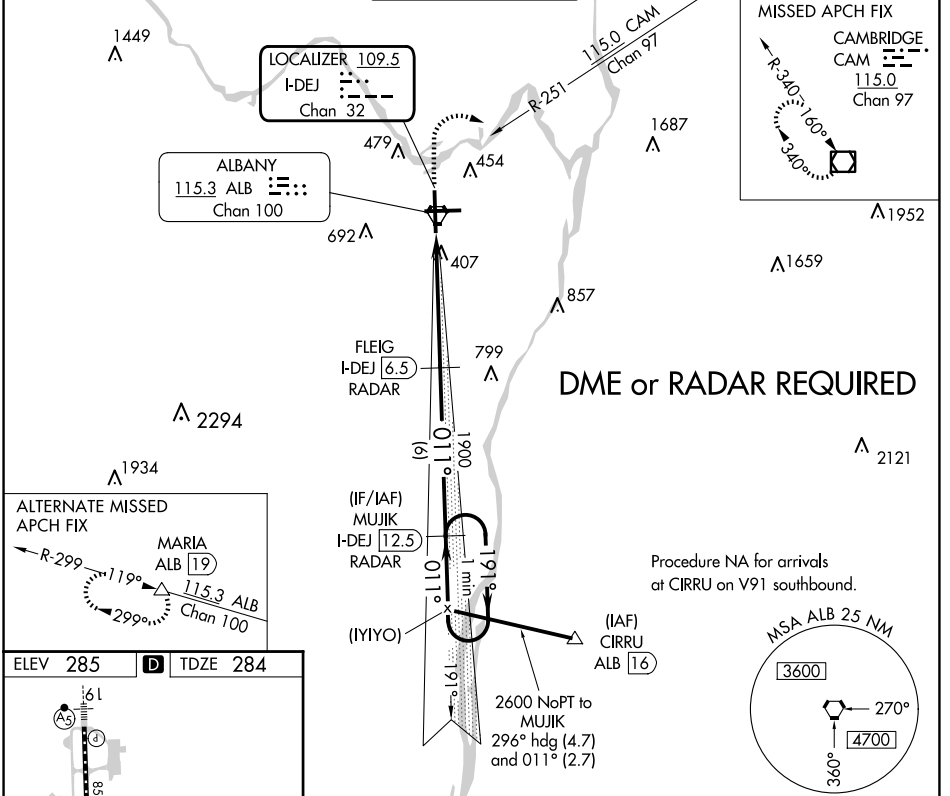 1449
LOCALIZER 109.5
I-DEJ
Chan 32
R-251
115.0 CAM
Chan 97
MISSED APCH FIX
CAMBRIDGE
CAM
115.0
Chan 97
R-340
160°
340°
479
454
1687
ALBANY
115.3 ALB
Chan 100
692
407
1952
1659
857
FLEIG
I-DEJ 6.5
RADAR
799
DME or RADAR REQUIRED
2294
1934
2121
011°
(6)
1900
(IF/IAF)
MUJIK
I-DEJ 12.5
RADAR
011°
1 min
191°
ALTERNATE MISSED
APCH FIX
R-299
119°
299°
MARIA
ALB 19
115.3 ALB
Chan 100
Procedure NA for arrivals
at CIRRU on V91 southbound.
(IYIYO)
X
(IAF)
CIRRU
ALB 16
191°
2600 NoPT to
MUJIK
296° hdg (4.7)
and 011° (2.7)
MSA ALB 25 NM
3600
270°
4700
360°
ELEV 285
D
TDZE 284
19
A5
P
85